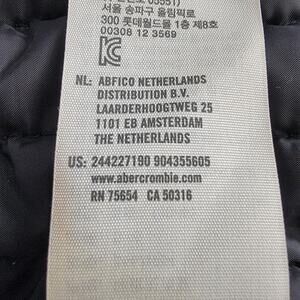 서울 송파구 올림픽로
300 롯데월드몰 1층 제8호
00308 12 3569
NL: ABFICO NETHERLANDS
DISTRIBUTION B.V.
LAARDERHOOGTWEG 25
1101 EB AMSTERDAM
THE NETHERLANDS
US: 244227190 904355605
www.abercrombie.com
RN 75654 CA 50316